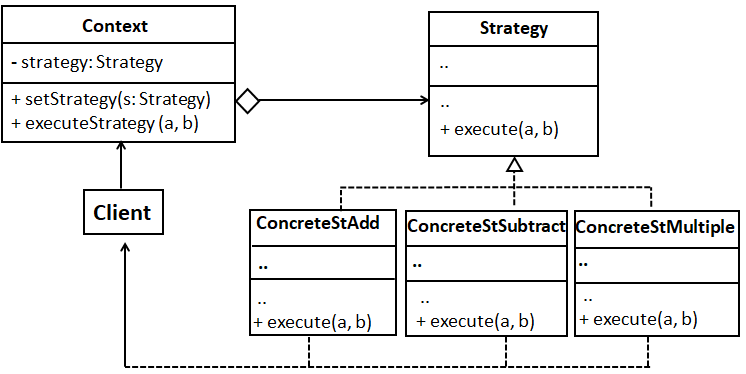 Context
- strategy: Strategy
+ setStrategy(s: Strategy)
+ executeStrategy (a, b)
Strategy
..
..
+ execute(a, b)
Client
ConcreteStAdd
..
..
+ execute(a, b)
ConcreteStSubtract
..
..
+ execute(a, b)
ConcreteStMultiple
..
..
+ execute(a, b)